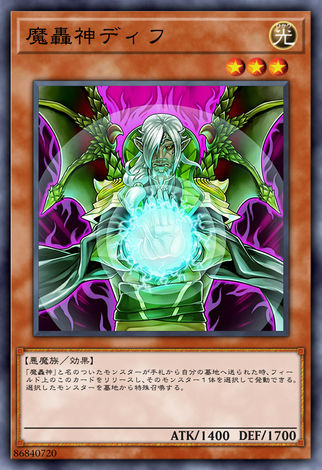 魔轟神ディフ
光
【悪魔族／効果】
「魔轟神」と名のついたモンスターが手札から自分の墓地へ送られた時、フィー
ルド上のこのカードをリリースし、そのモンスター１体を選択して発動できる。
選択したモンスターを墓地から特殊召喚する。
ATK/1400 DEF/1700
86840720